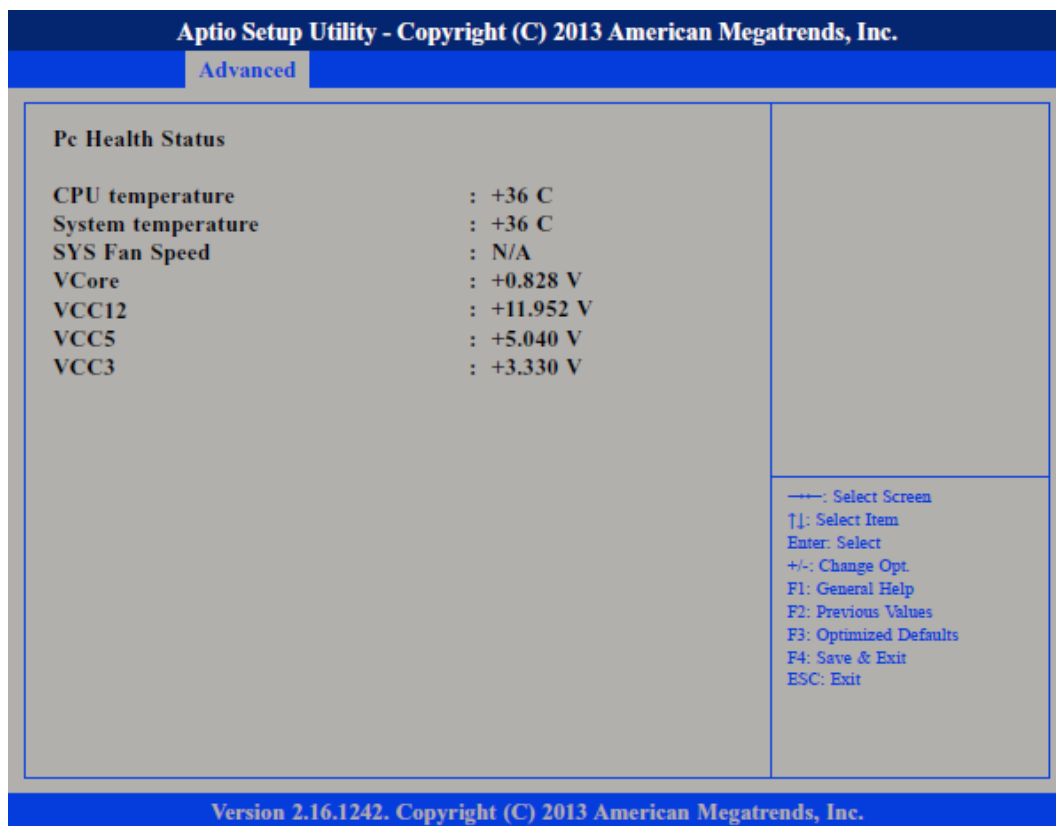 Aptio Setup Utility - Copyright (C) 2013 American Megatrends, Inc.
Advanced
Pc Health Status
CPU temperature : +36 C
System temperature : +36 C
SYS Fan Speed : N/A
VCore : +0.828 V
VCC12 : +11.952 V
VCC5 : +5.040 V
VCC3 : +3.330 V
→←: Select Screen
↑↓: Select Item
Enter: Select
+/-: Change Opt.
F1: General Help
F2: Previous Values
F3: Optimized Defaults
F4: Save & Exit
ESC: Exit
Version 2.16.1242. Copyright (C) 2013 American Megatrends, Inc.